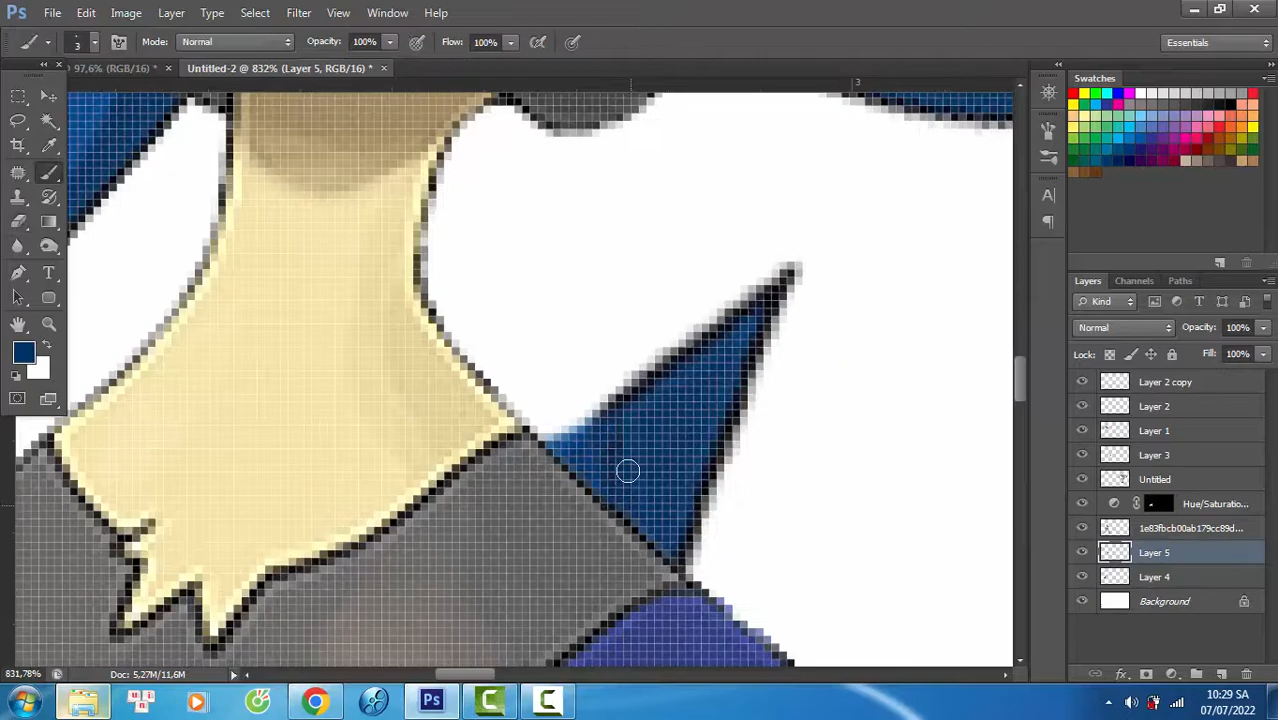 Ps File Edit Image Layer Type Select Filter View Window Help
3 Mode: Normal Opacity: 100% Flow: 100% Essentials
97,6% (RGB/16) * Untitled-2 @ 832% (Layer 5, RGB/16) *
3
Swatches
Layers Channels Paths
Kind
Normal Opacity: 100%
Lock: Fill: 100%
Layer 2 copy
Layer 2
Layer 1
Layer 3
Untitled
Hue/Saturatio...
1e83fbcb00ab179cc89d...
Layer 5
Layer 4
Background
831,78% Doc: 5,27M/11,6M
10:29 SA
07/07/2022